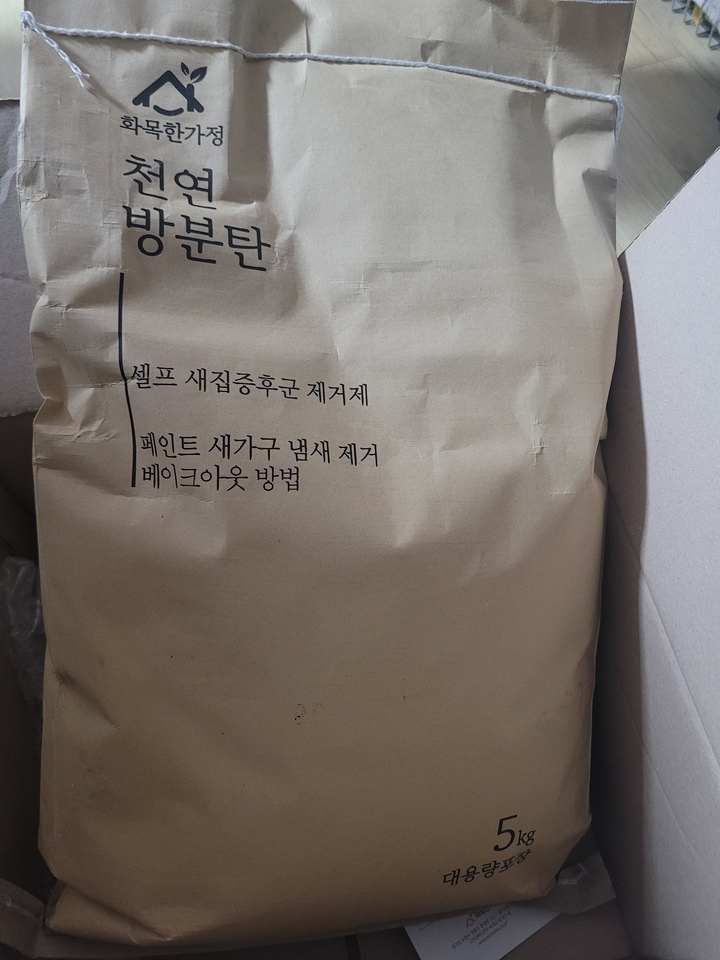 화목한가정
천연
방분탄
셀프 새집증후군 제거제
페인트 새가구 냄새 제거
베이크아웃 방법
5kg
대용량포장